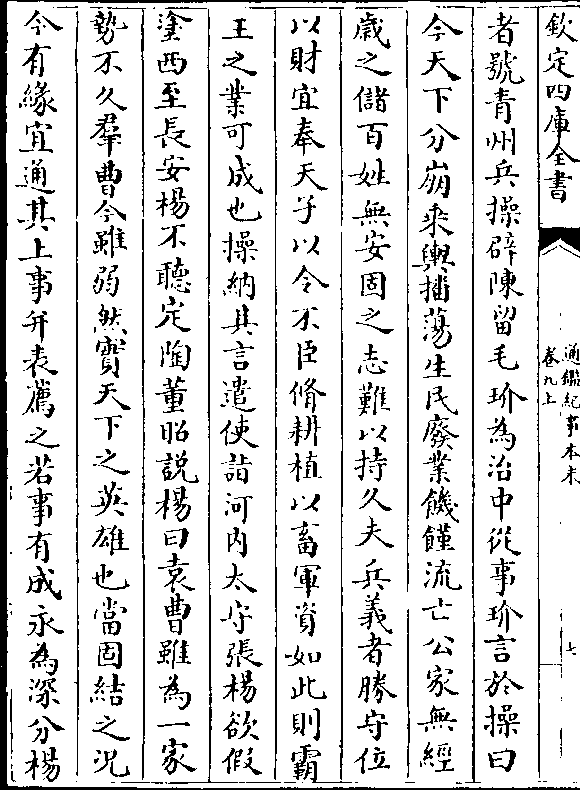 欽定四庫全書
通鑑紀事本末
卷九上
七
者號青州兵操辟陳留毛玠為治中從事玠言於操曰
今天下分崩乘輿播蕩生民廢業饑饉流亡公家無經
歲之儲百姓無安固之志難以持久夫兵義者勝守位
以財宜奉天子以令不臣脩耕植以畜軍資如此則霸
王之業可成也操納其言遣使詣河内太守張楊欲假
塗西至長安楊不聽定陶董昭說楊曰袁曹雖為一家
勢不久羣曹今雖弱然實天下之英雄也當固結之况
今有緣宜通其上事幷表薦之若事有成永為深分楊